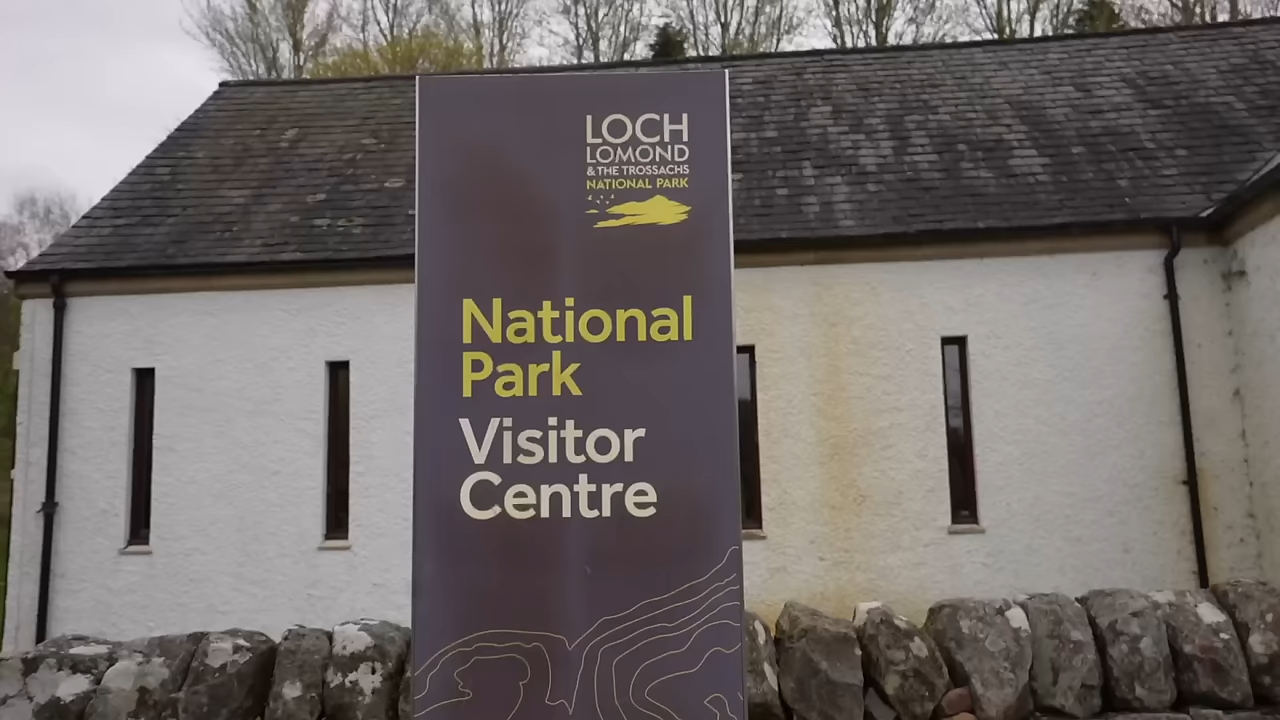 LOCH
LOMOND
& THE TROSSACHS
NATIONAL PARK
National
Park
Visitor
Centre